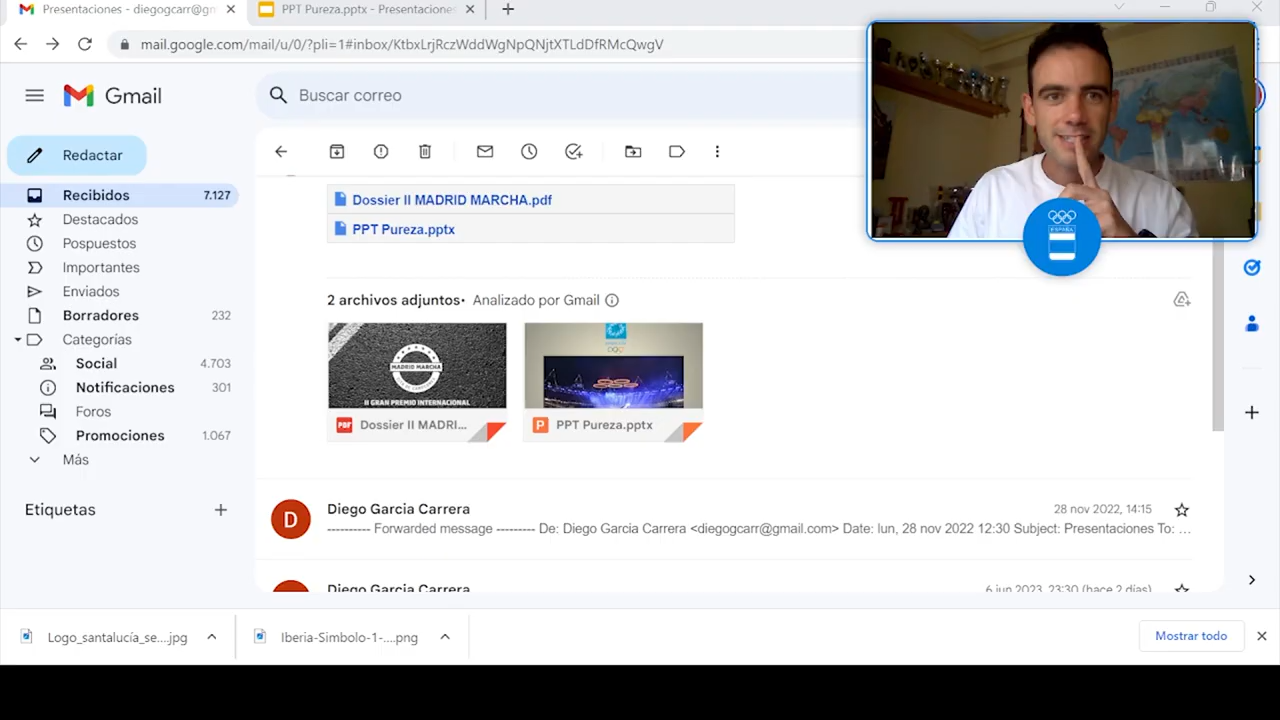 Presentaciones - diegogcarr@gm
PPT Pureza.pptx - Presentaciones
mail.google.com/mail/u/0/?pli=1#inbox/KtbxLrjRczWddWgNpQNjtXTLdDfRMcQwgV
Gmail
Buscar correo
Redactar
Recibidos 7.127
Destacados
Pospuestos
Importantes
Enviados
Borradores 232
Categorías
Social 4.703
Notificaciones 301
Foros
Promociones 1.067
Más
Etiquetas
Dossier II MADRID MARCHA.pdf
PPT Pureza.pptx
2 archivos adjuntos• Analizado por Gmail
MADRID MARCHA
II GRAN PREMIO INTERNACIONAL
PDF Dossier II MADRI...
P PPT Pureza.pptx
ESPAÑA
D
Diego Garcia Carrera 28 nov 2022, 14:15
---------- Forwarded message --------- De: Diego Garcia Carrera <diegogcarr@gmail.com> Date: lun, 28 nov 2022 12:30 Subject: Presentaciones To: …
Diego Garcia Carrera 6 jun 2023, 23:30 (hace 2 días)
Logo_santalucía_se....jpg
Iberia-Simbolo-1-....png
Mostrar todo